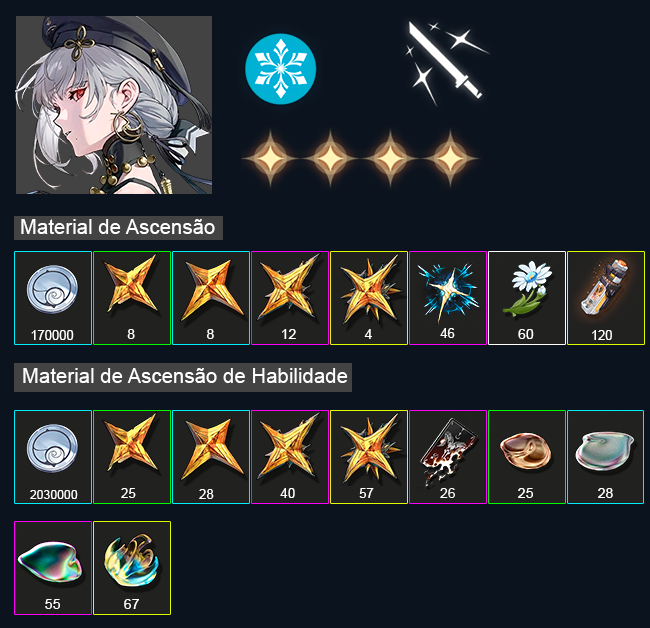 Material de Ascensão
170000 8 8 12 4 46 60 120
Material de Ascensão de Habilidade
2030000 25 28 40 57 26 25 28
55 67